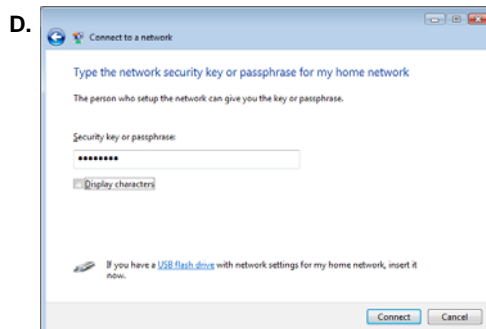 D.
Connect to a network
Type the network security key or passphrase for my home network
The person who setup the network can give you the key or passphrase.
Security key or passphrase:
••••••••
Display characters
If you have a USB flash drive with network settings for my home network, insert it
now.
Connect Cancel